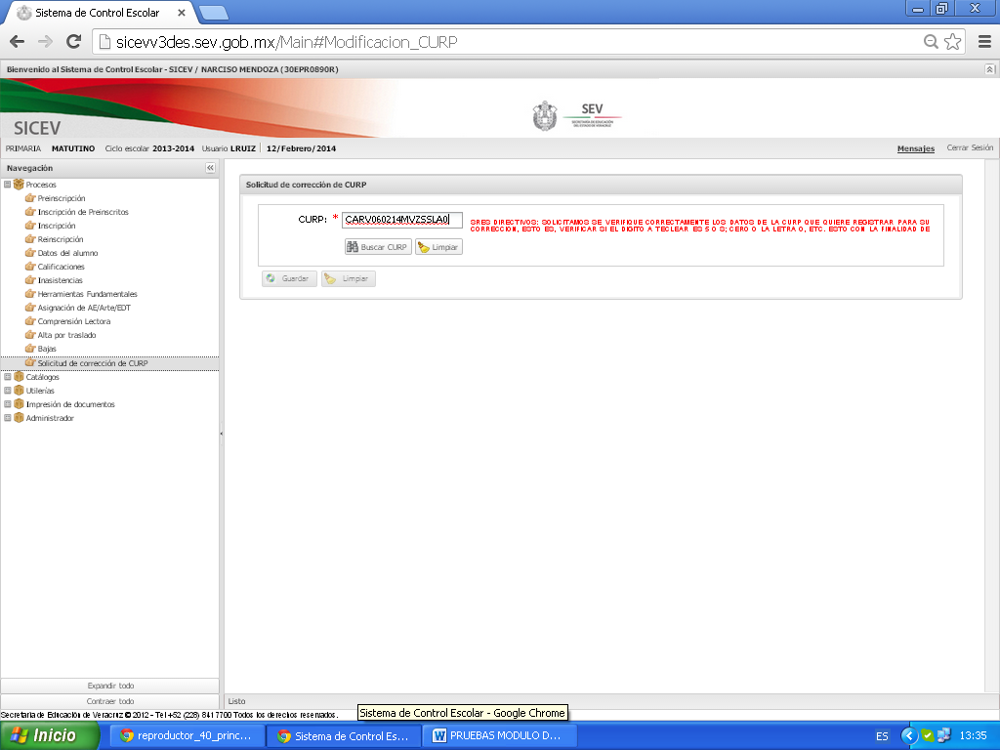 Sistema de Control Escolar
sicevv3des.sev.gob.mx/Main#Modificacion_CURP
Bienvenido al Sistema de Control Escolar - SICEV / NARCISO MENDOZA (30EPR0890R)
SICEV
SEV
SECRETARÍA DE EDUCACIÓN
DEL ESTADO DE VERACRUZ
PRIMARIA MATUTINO Ciclo escolar 2013-2014 Usuario LRUIZ 12/Febrero/2014 Mensajes Cerrar Sesión
Navegación
Procesos
Preinscripción
Inscripción de Preinscritos
Inscripción
Reinscripción
Datos del alumno
Calificaciones
Inasistencias
Herramientas Fundamentales
Asignación de AE/Arte/EDT
Comprensión Lectora
Alta por traslado
Bajas
Solicitud de corrección de CURP
Catálogos
Utilerías
Impresión de documentos
Administrador
Expandir todo
Contraer todo
Solicitud de corrección de CURP
CURP: * CARV060214MVZSSLA0
SRES DIRECTIVOS: SOLICITAMOS SE VERIFIQUE CORRECTAMENTE LOS DATOS DE LA CURP QUE QUIERE REGISTRAR PARA SU
CORRECCION, ESTO ES, VERIFICAR SI EL DIGITO A TECLEAR ES 5 O S; CERO O LA LETRA O, ETC. ESTO CON LA FINALIDAD DE
Buscar CURP Limpiar
Guardar Limpiar
Listo
Secretaría de Educación de Veracruz © 2012 - Tel +52 (228) 841 7700 Todos los derechos reservados.
Sistema de Control Escolar - Google Chrome
Inicio reproductor_40_princ... Sistema de Control Es... PRUEBAS MODULO D... ES 13:35